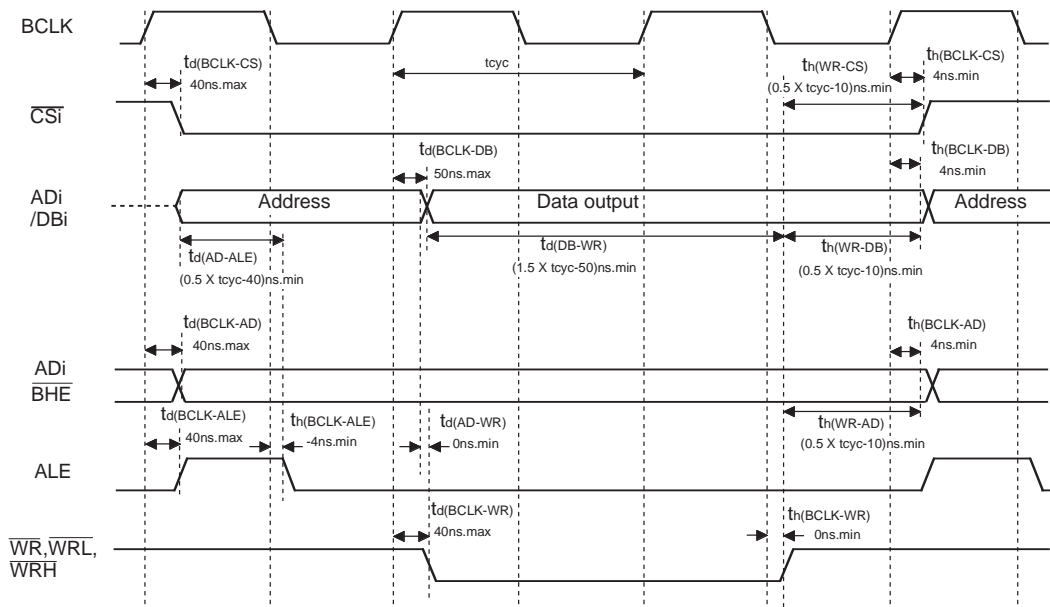 BCLK
td(BCLK-CS)
40ns.max
tcyc
th(WR-CS)
(0.5 X tcyc-10)ns.min
th(BCLK-CS)
4ns.min
CSi
td(BCLK-DB)
50ns.max
th(BCLK-DB)
4ns.min
ADi
/DBi
Address
Data output
Address
td(AD-ALE)
(0.5 X tcyc-40)ns.min
td(DB-WR)
(1.5 X tcyc-50)ns.min
th(WR-DB)
(0.5 X tcyc-10)ns.min
td(BCLK-AD)
40ns.max
th(BCLK-AD)
4ns.min
ADi
BHE
td(BCLK-ALE)
40ns.max
th(BCLK-ALE)
-4ns.min
td(AD-WR)
0ns.min
th(WR-AD)
(0.5 X tcyc-10)ns.min
ALE
td(BCLK-WR)
40ns.max
th(BCLK-WR)
0ns.min
WR,WRL,
WRH